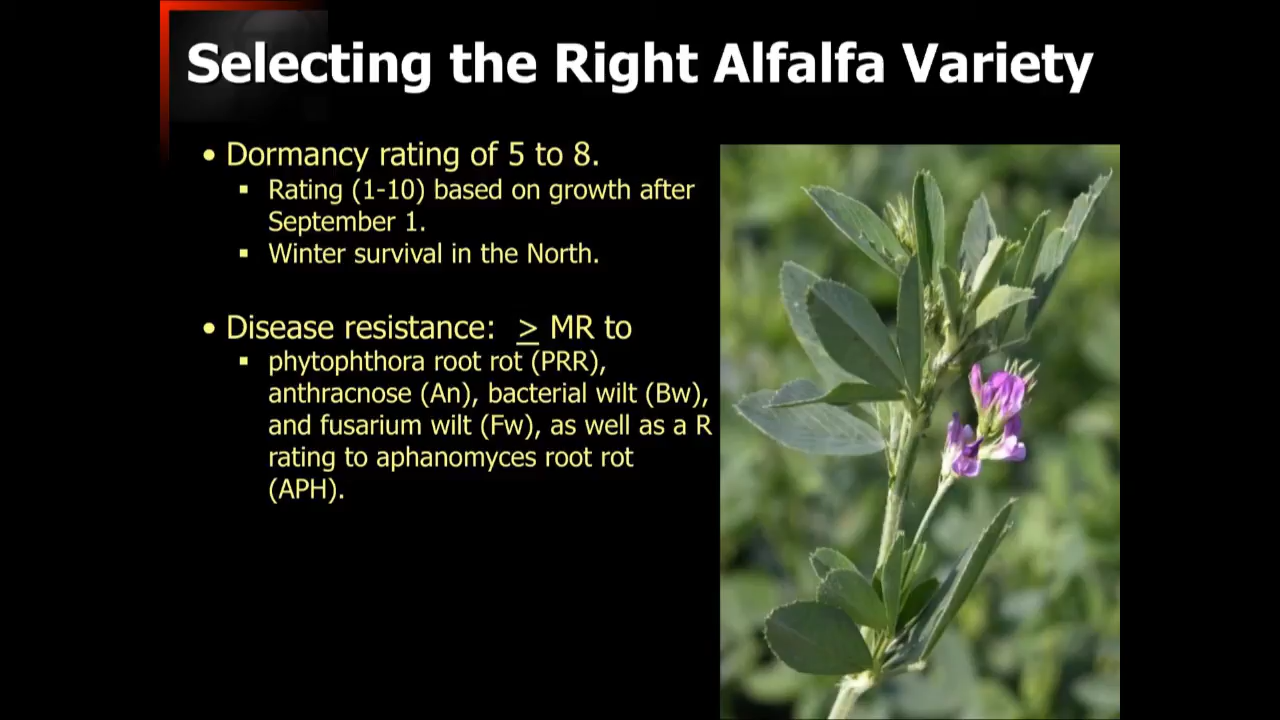 Selecting the Right Alfalfa Variety
• Dormancy rating of 5 to 8.
▪ Rating (1-10) based on growth after
September 1.
▪ Winter survival in the North.
• Disease resistance: > MR to
▪ phytophthora root rot (PRR),
anthracnose (An), bacterial wilt (Bw),
and fusarium wilt (Fw), as well as a R
rating to aphanomyces root rot
(APH).